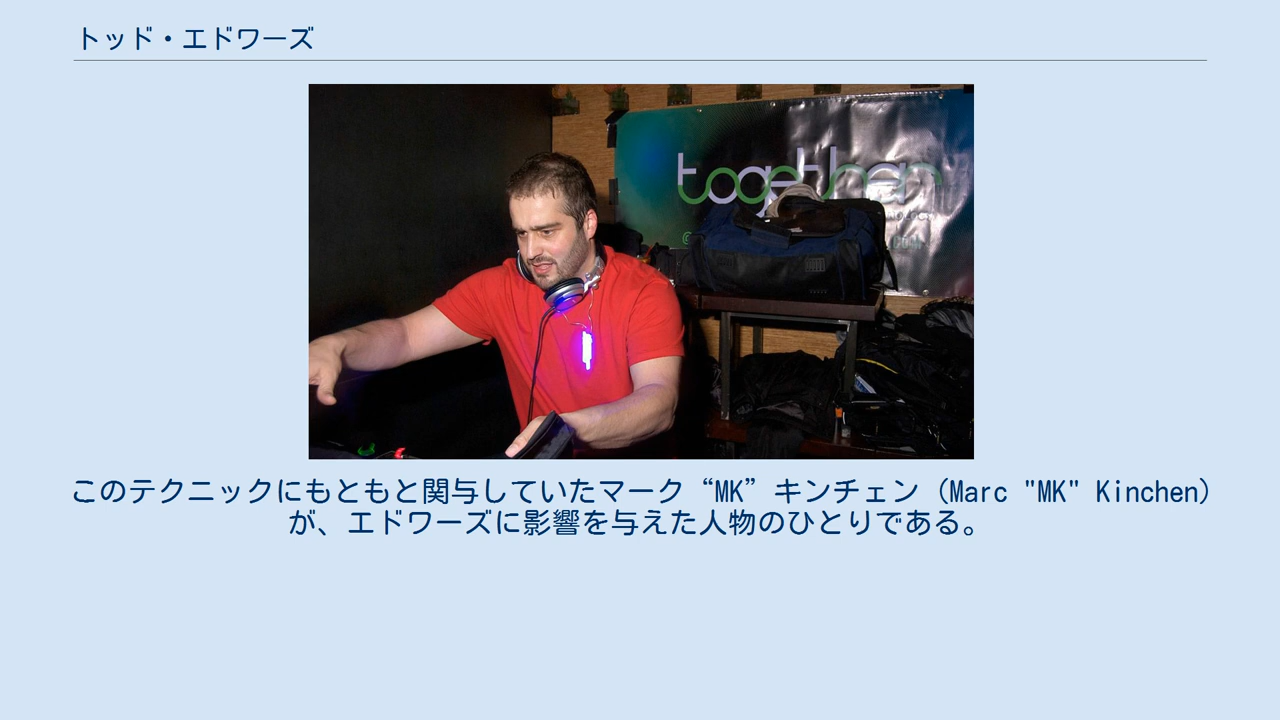 トッド・エドワーズ
together
このテクニックにもともと関与していたマーク“MK”キンチェン（Marc "MK" Kinchen）
が、エドワーズに影響を与えた人物のひとりである。